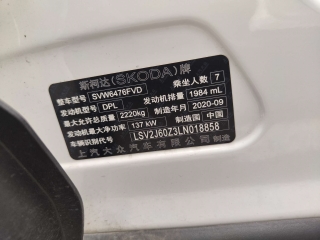 斯柯达(SKODA)牌
整车型号 SVW6476FVD 乘坐人数 7
发动机型号 DPL 发动机排量 1984 mL
最大允许总质量 2220kg 制造年月 2020-09
发动机最大净功率 137 kW 制造国 中国
车辆识别代号 LSV2J60Z3LN018858
上汽大众汽车有限公司制造